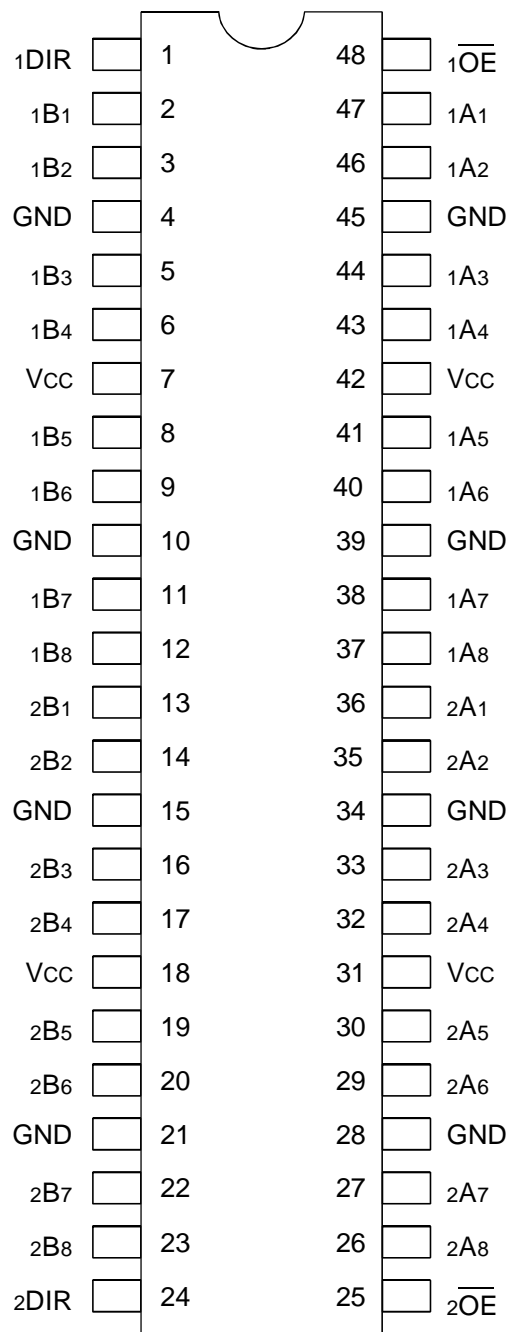 1DIR 1 48 1O̅E̅
1B1 2 47 1A1
1B2 3 46 1A2
GND 4 45 GND
1B3 5 44 1A3
1B4 6 43 1A4
VCC 7 42 VCC
1B5 8 41 1A5
1B6 9 40 1A6
GND 10 39 GND
1B7 11 38 1A7
1B8 12 37 1A8
2B1 13 36 2A1
2B2 14 35 2A2
GND 15 34 GND
2B3 16 33 2A3
2B4 17 32 2A4
VCC 18 31 VCC
2B5 19 30 2A5
2B6 20 29 2A6
GND 21 28 GND
2B7 22 27 2A7
2B8 23 26 2A8
2DIR 24 25 2O̅E̅